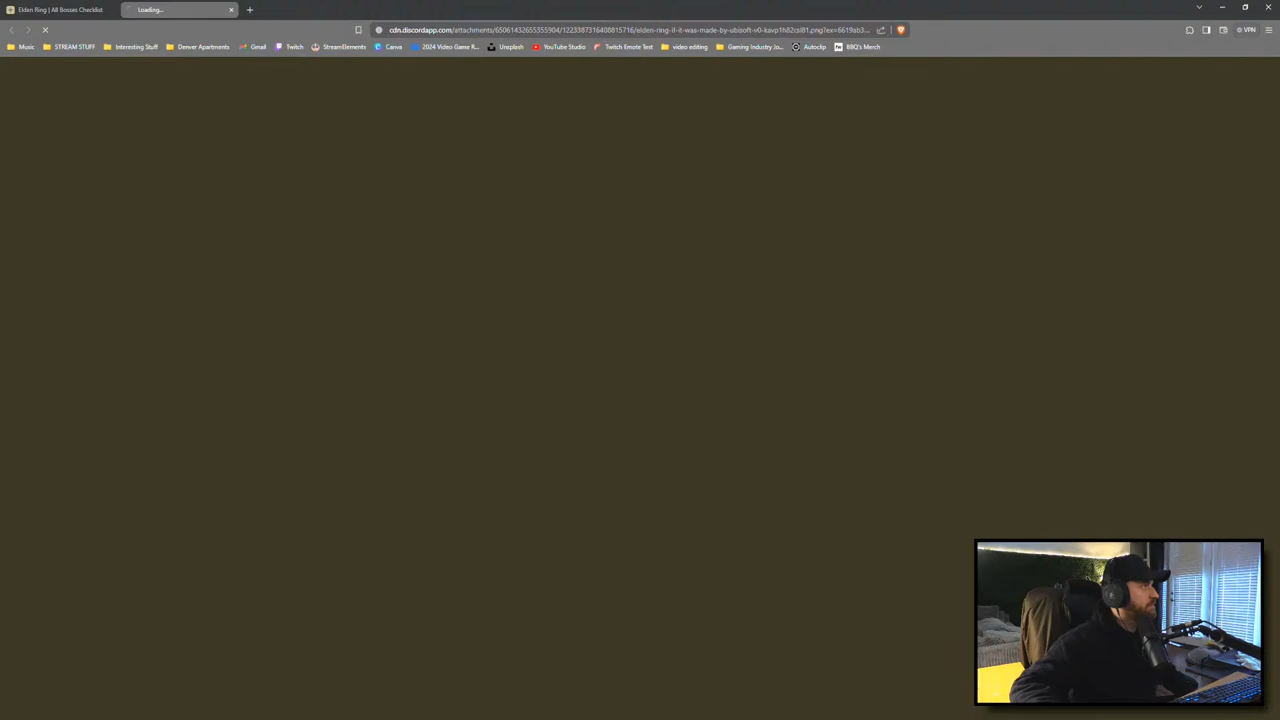 Elden Ring | All Bosses Checklist
Loading...
cdn.discordapp.com/attachments/65061432655355904/1223387316408815716/elden-ring-if-it-was-made-by-ubisoft-v0-kavp1h82csl81.png?ex=6619ab3...
VPN
Music STREAM STUFF Interesting Stuff Denver Apartments Gmail Twitch StreamElements Canva 2024 Video Game R... Unsplash YouTube Studio Twitch Emote Test video editing Gaming Industry Jo... Autoclip BBQ's Merch